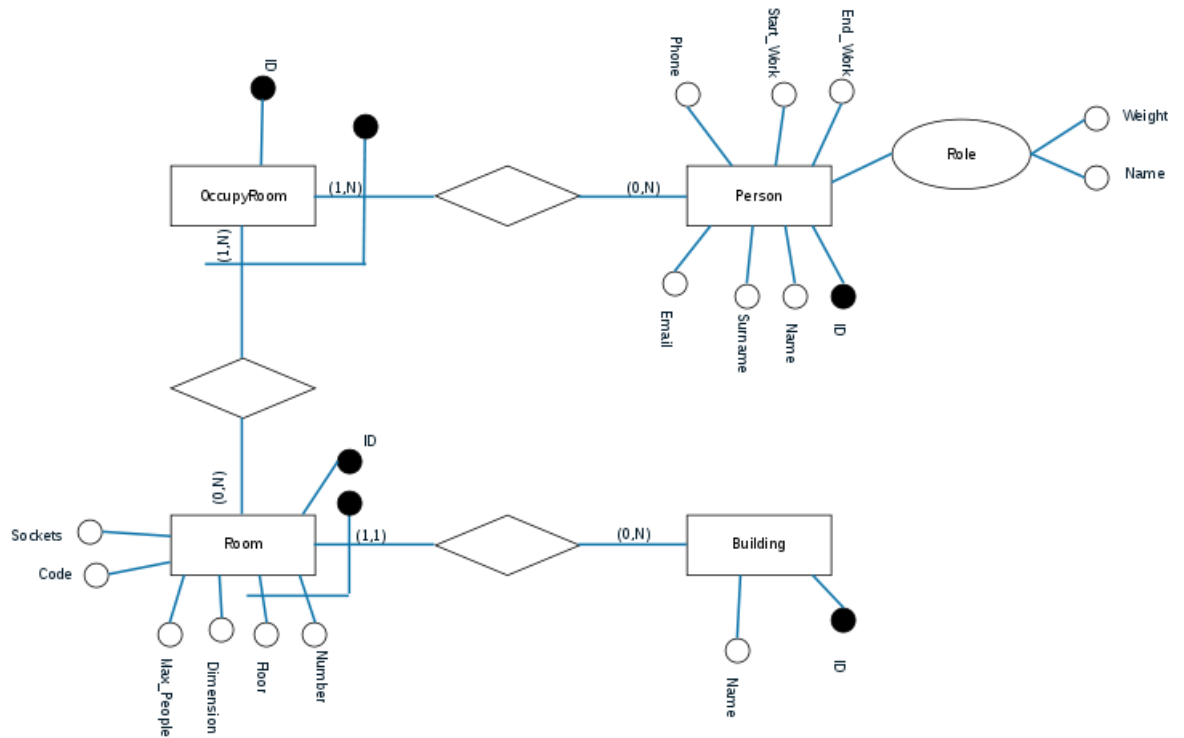 ID
Phone
Start_Work
End_Work
Weight
Role
Name
OccupyRoom
(1,N)
(0,N)
Person
(1,N)
Email
Surname
Name
ID
(0,N)
ID
Sockets
Room
(1,1)
(0,N)
Building
Code
Max_People
Dimension
Floor
Number
Name
ID